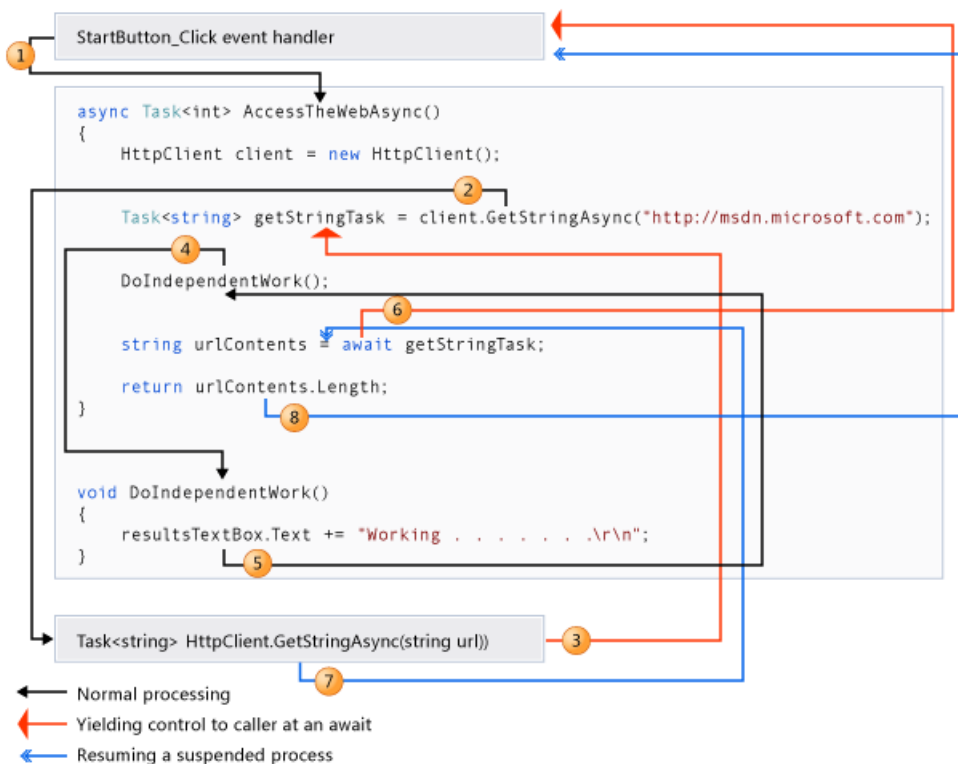 StartButton_Click event handler
1
async Task<int> AccessTheWebAsync()
{
HttpClient client = new HttpClient();
2
Task<string> getStringTask = client.GetStringAsync("http://msdn.microsoft.com");
4
DoIndependentWork();
6
string urlContents = await getStringTask;
return urlContents.Length;
}
8
void DoIndependentWork()
{
resultsTextBox.Text += "Working . . . . . . .\r\n";
}
5
Task<string> HttpClient.GetStringAsync(string url))
3
7
Normal processing
Yielding control to caller at an await
Resuming a suspended process